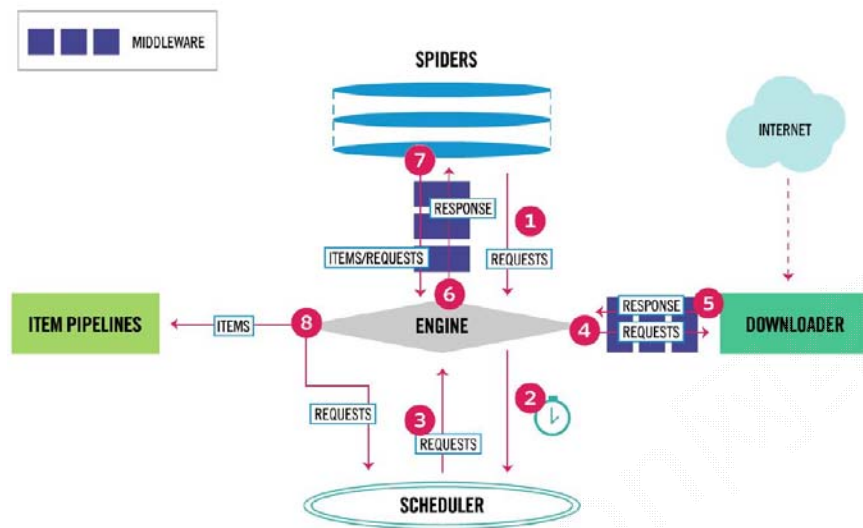 MIDDLEWARE
SPIDERS
INTERNET
7
RESPONSE
1
ITEMS/REQUESTS
REQUESTS
6
RESPONSE
5
ITEM PIPELINES
ITEMS
8
ENGINE
4
REQUESTS
DOWNLOADER
2
REQUESTS
3
REQUESTS
SCHEDULER